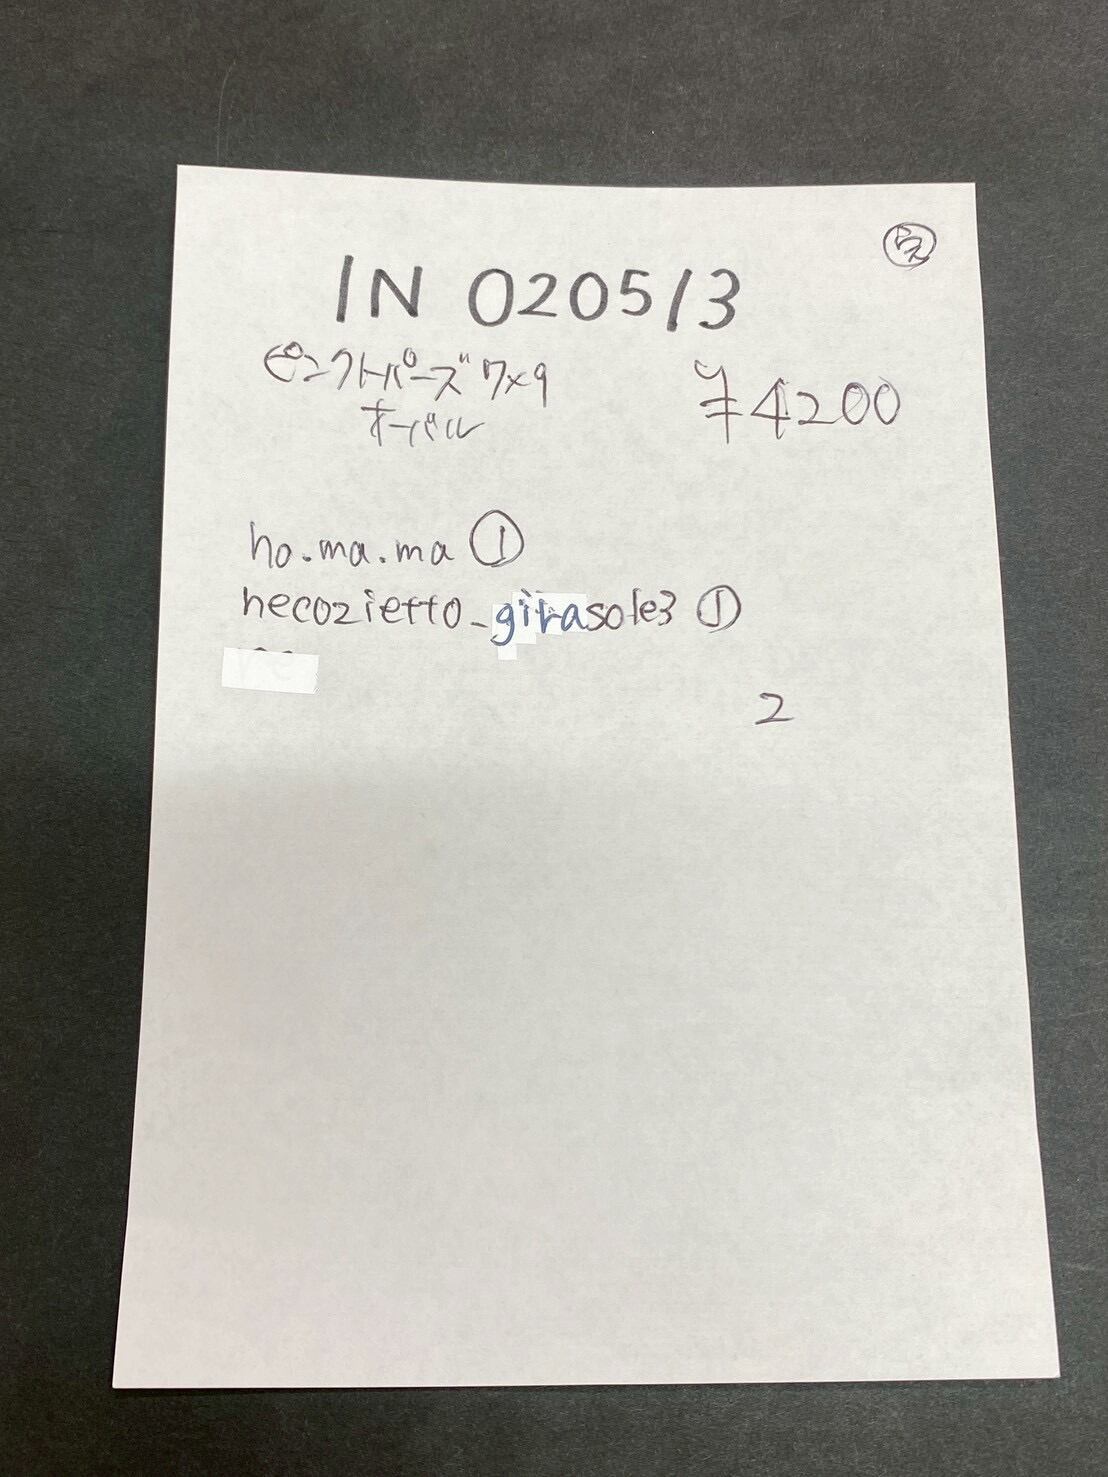 IN 020513
ピンクトパーズ 7×9
オーバル
¥4200
ho.ma.ma ①
necozietto_girasole3 ①
2